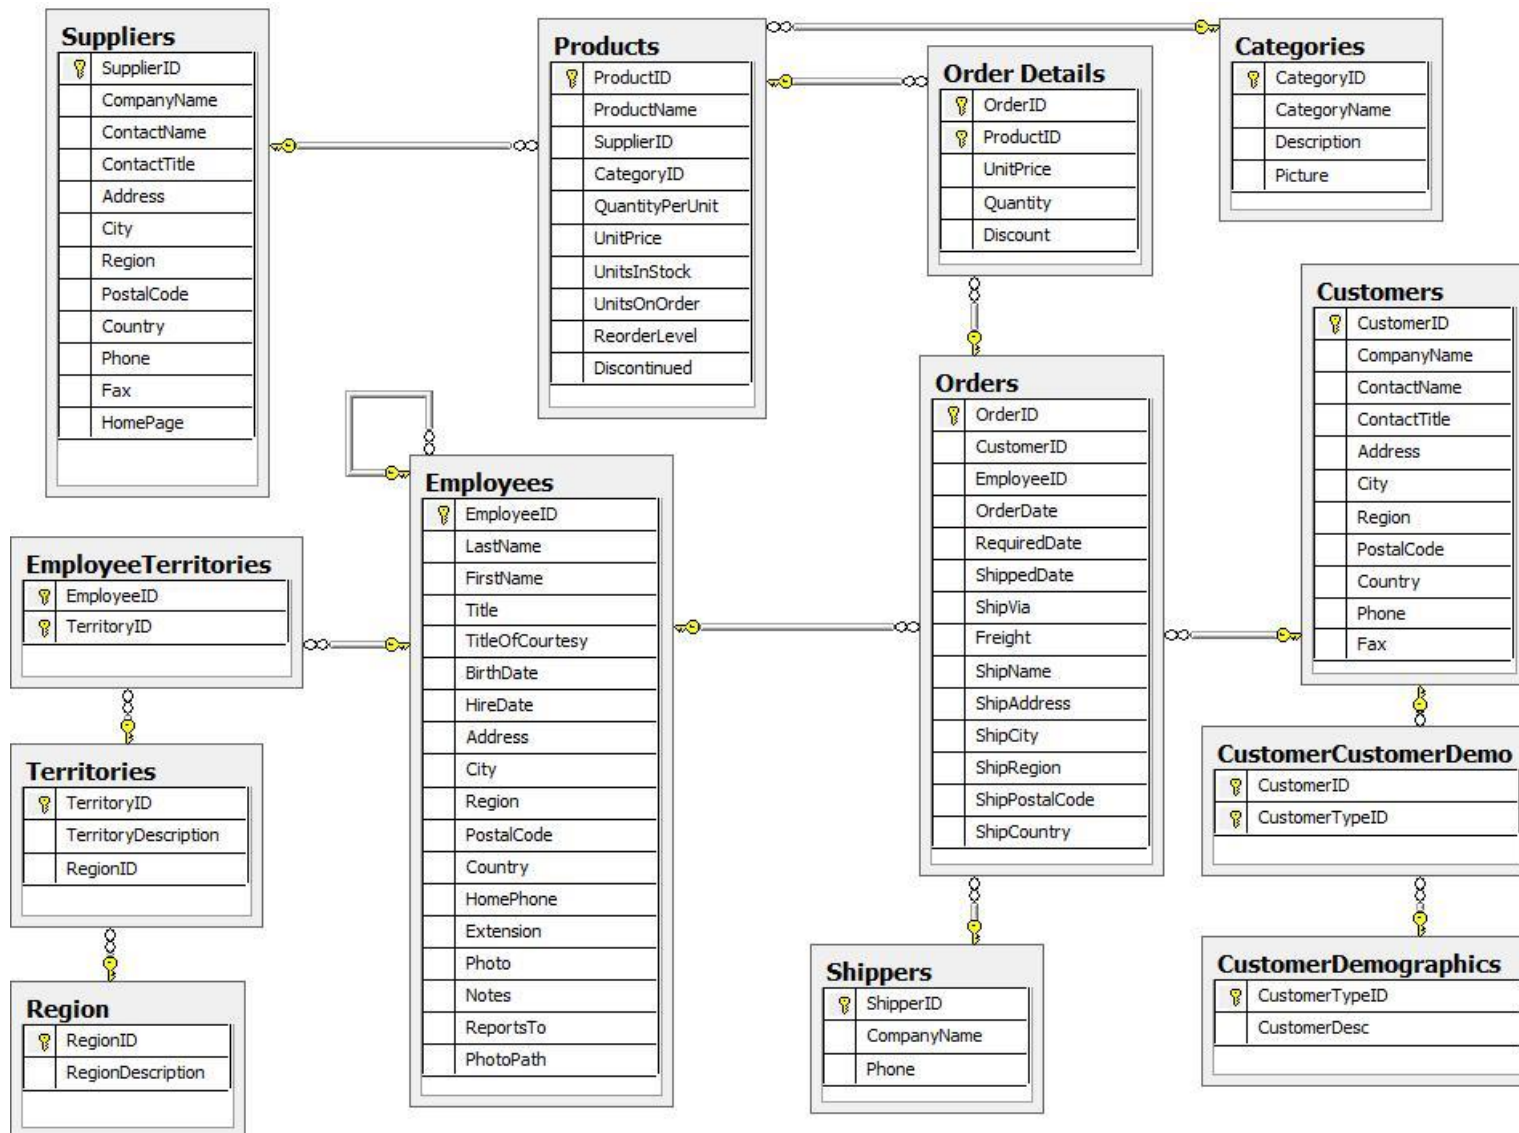 Suppliers
SupplierID
CompanyName
ContactName
ContactTitle
Address
City
Region
PostalCode
Country
Phone
Fax
HomePage
Products
ProductID
ProductName
SupplierID
CategoryID
QuantityPerUnit
UnitPrice
UnitsInStock
UnitsOnOrder
ReorderLevel
Discontinued
Order Details
OrderID
ProductID
UnitPrice
Quantity
Discount
Categories
CategoryID
CategoryName
Description
Picture
Customers
CustomerID
CompanyName
ContactName
ContactTitle
Address
City
Region
PostalCode
Country
Phone
Fax
Orders
OrderID
CustomerID
EmployeeID
OrderDate
RequiredDate
ShippedDate
ShipVia
Freight
ShipName
ShipAddress
ShipCity
ShipRegion
ShipPostalCode
ShipCountry
Employees
EmployeeID
LastName
FirstName
Title
TitleOfCourtesy
BirthDate
HireDate
Address
City
Region
PostalCode
Country
HomePhone
Extension
Photo
Notes
ReportsTo
PhotoPath
EmployeeTerritories
EmployeeID
TerritoryID
Territories
TerritoryID
TerritoryDescription
RegionID
Region
RegionID
RegionDescription
Shippers
ShipperID
CompanyName
Phone
CustomerCustomerDemo
CustomerID
CustomerTypeID
CustomerDemographics
CustomerTypeID
CustomerDesc